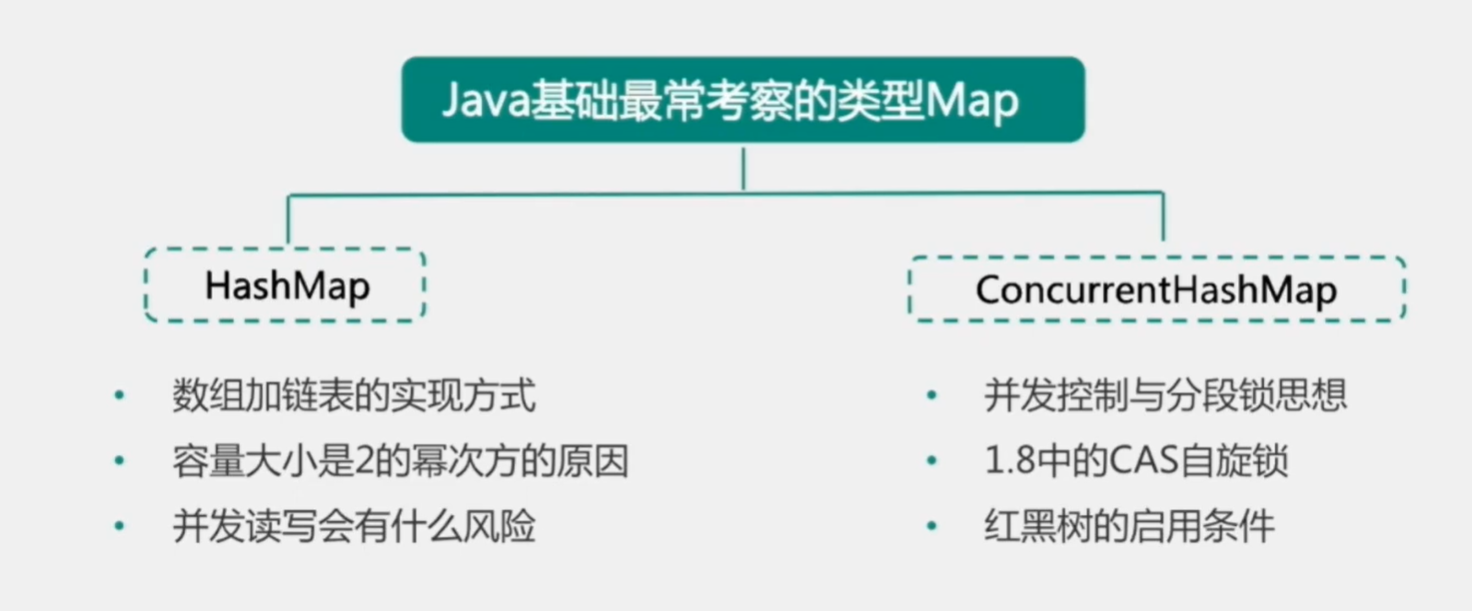 Java基础最常考察的类型Map
HashMap
• 数组加链表的实现方式
• 容量大小是2的幂次方的原因
• 并发读写会有什么风险
ConcurrentHashMap
• 并发控制与分段锁思想
• 1.8中的CAS自旋锁
• 红黑树的启用条件